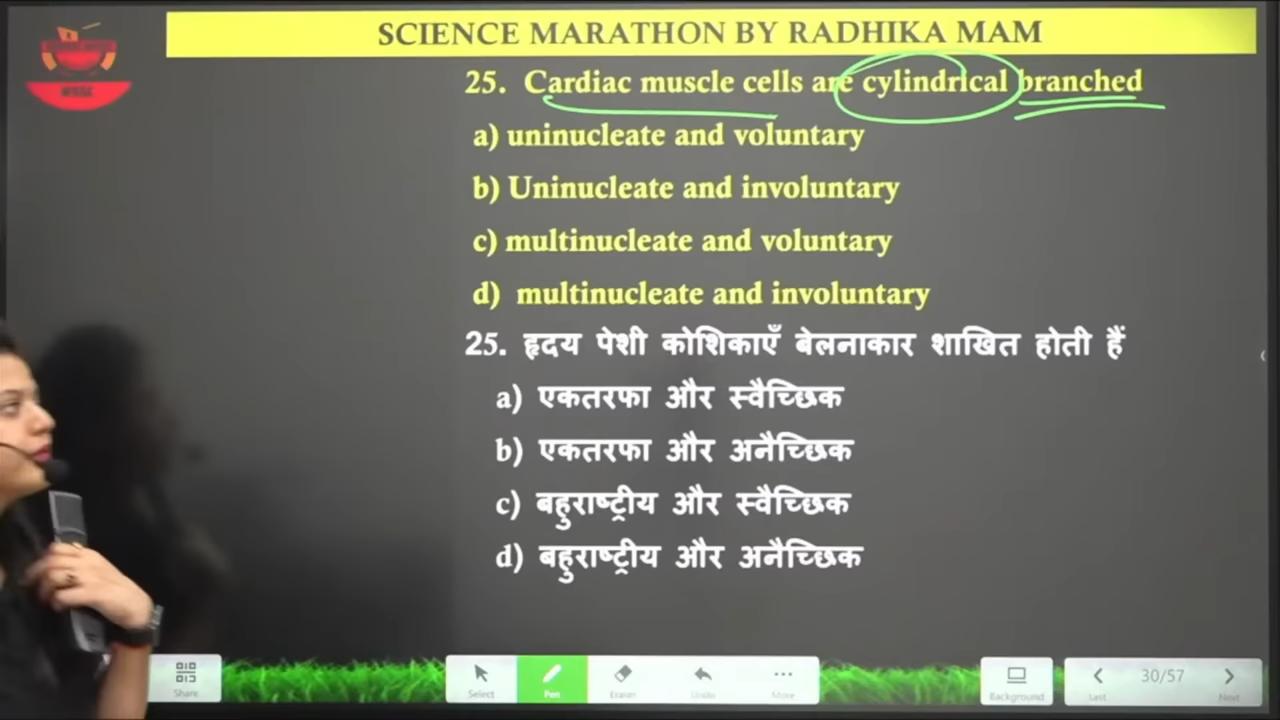 SCIENCE MARATHON BY RADHIKA MAM
25. Cardiac muscle cells are cylindrical branched
a) uninucleate and voluntary
b) Uninucleate and involuntary
c) multinucleate and voluntary
d) multinucleate and involuntary
25. हृदय पेशी कोशिकाएँ बेलनाकार शाखित होती हैं
a) एकतरफा और स्वैच्छिक
b) एकतरफा और अनैच्छिक
c) बहुराष्ट्रीय और स्वैच्छिक
d) बहुराष्ट्रीय और अनैच्छिक
Share Select Pen Eraser Undo More Background Last 30/57 Next